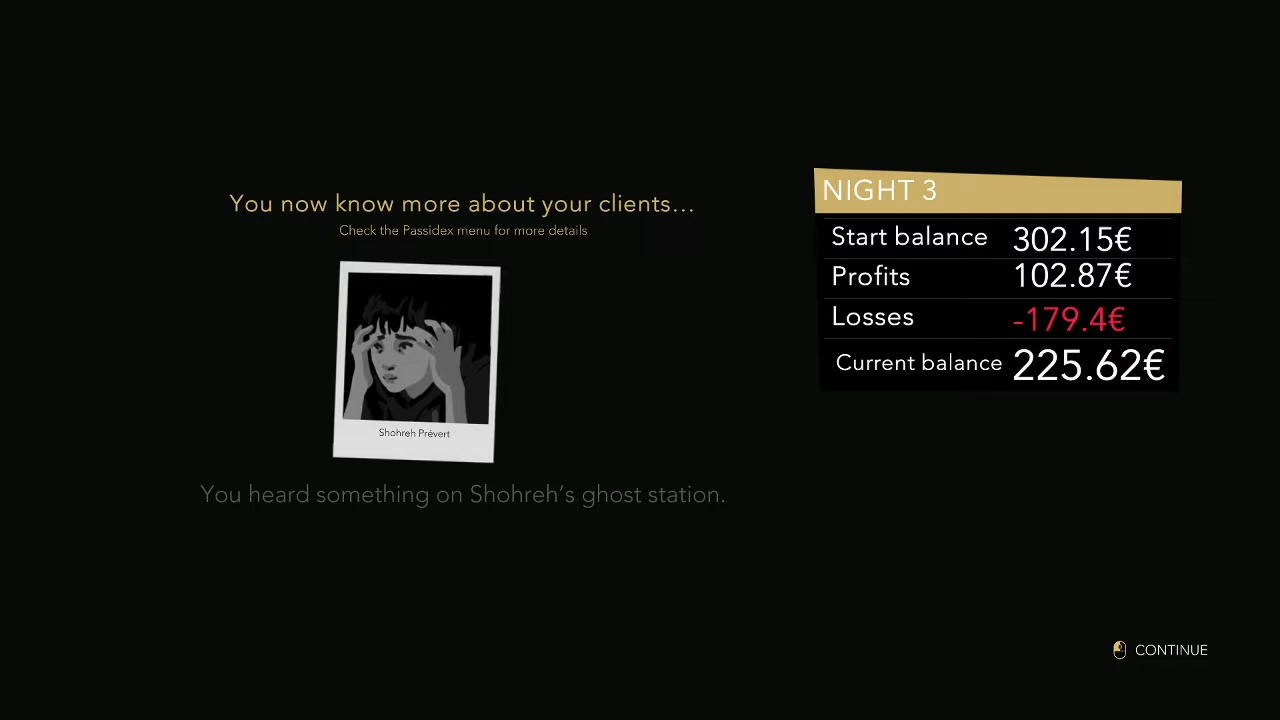 You now know more about your clients...
Check the Passidex menu for more details
Shohreh Prévert
You heard something on Shohreh's ghost station.
NIGHT 3
Start balance 302.15€
Profits 102.87€
Losses -179.4€
Current balance 225.62€
CONTINUE